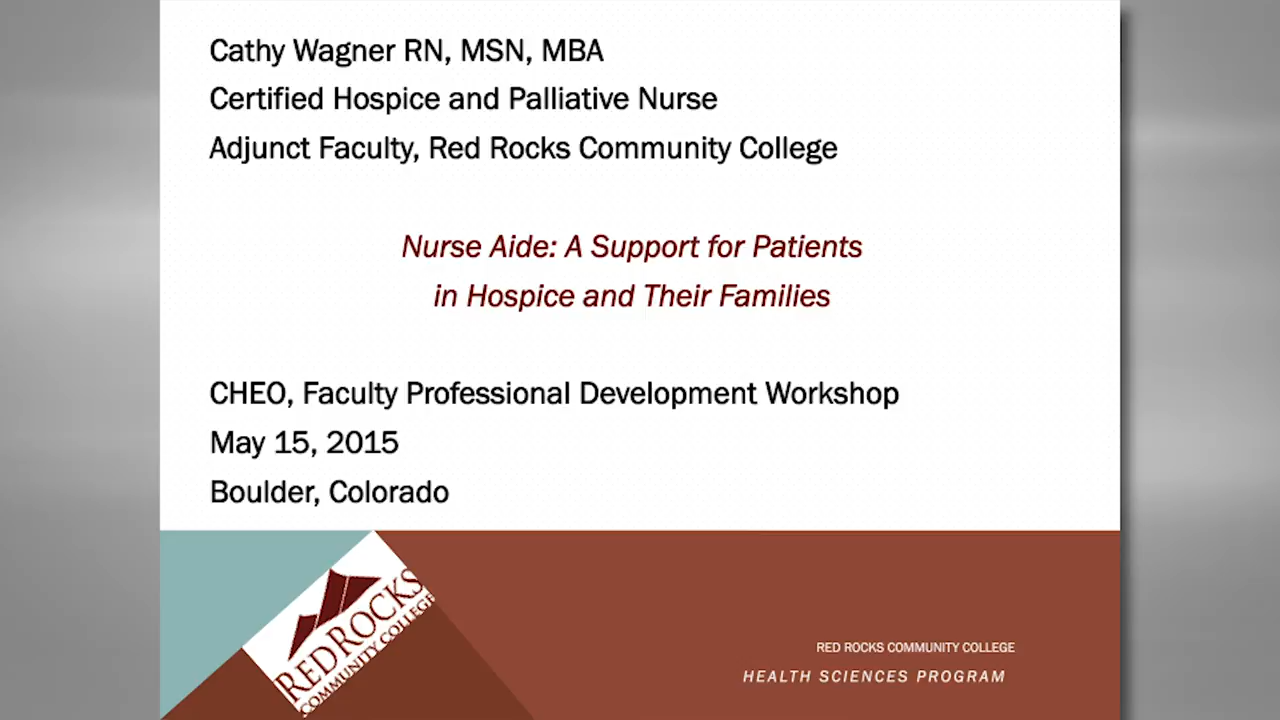 Cathy Wagner RN, MSN, MBA
Certified Hospice and Palliative Nurse
Adjunct Faculty, Red Rocks Community College
Nurse Aide: A Support for Patients
in Hospice and Their Families
CHEO, Faculty Professional Development Workshop
May 15, 2015
Boulder, Colorado
RED ROCKS
COMMUNITY COLLEGE
RED ROCKS COMMUNITY COLLEGE
HEALTH SCIENCES PROGRAM